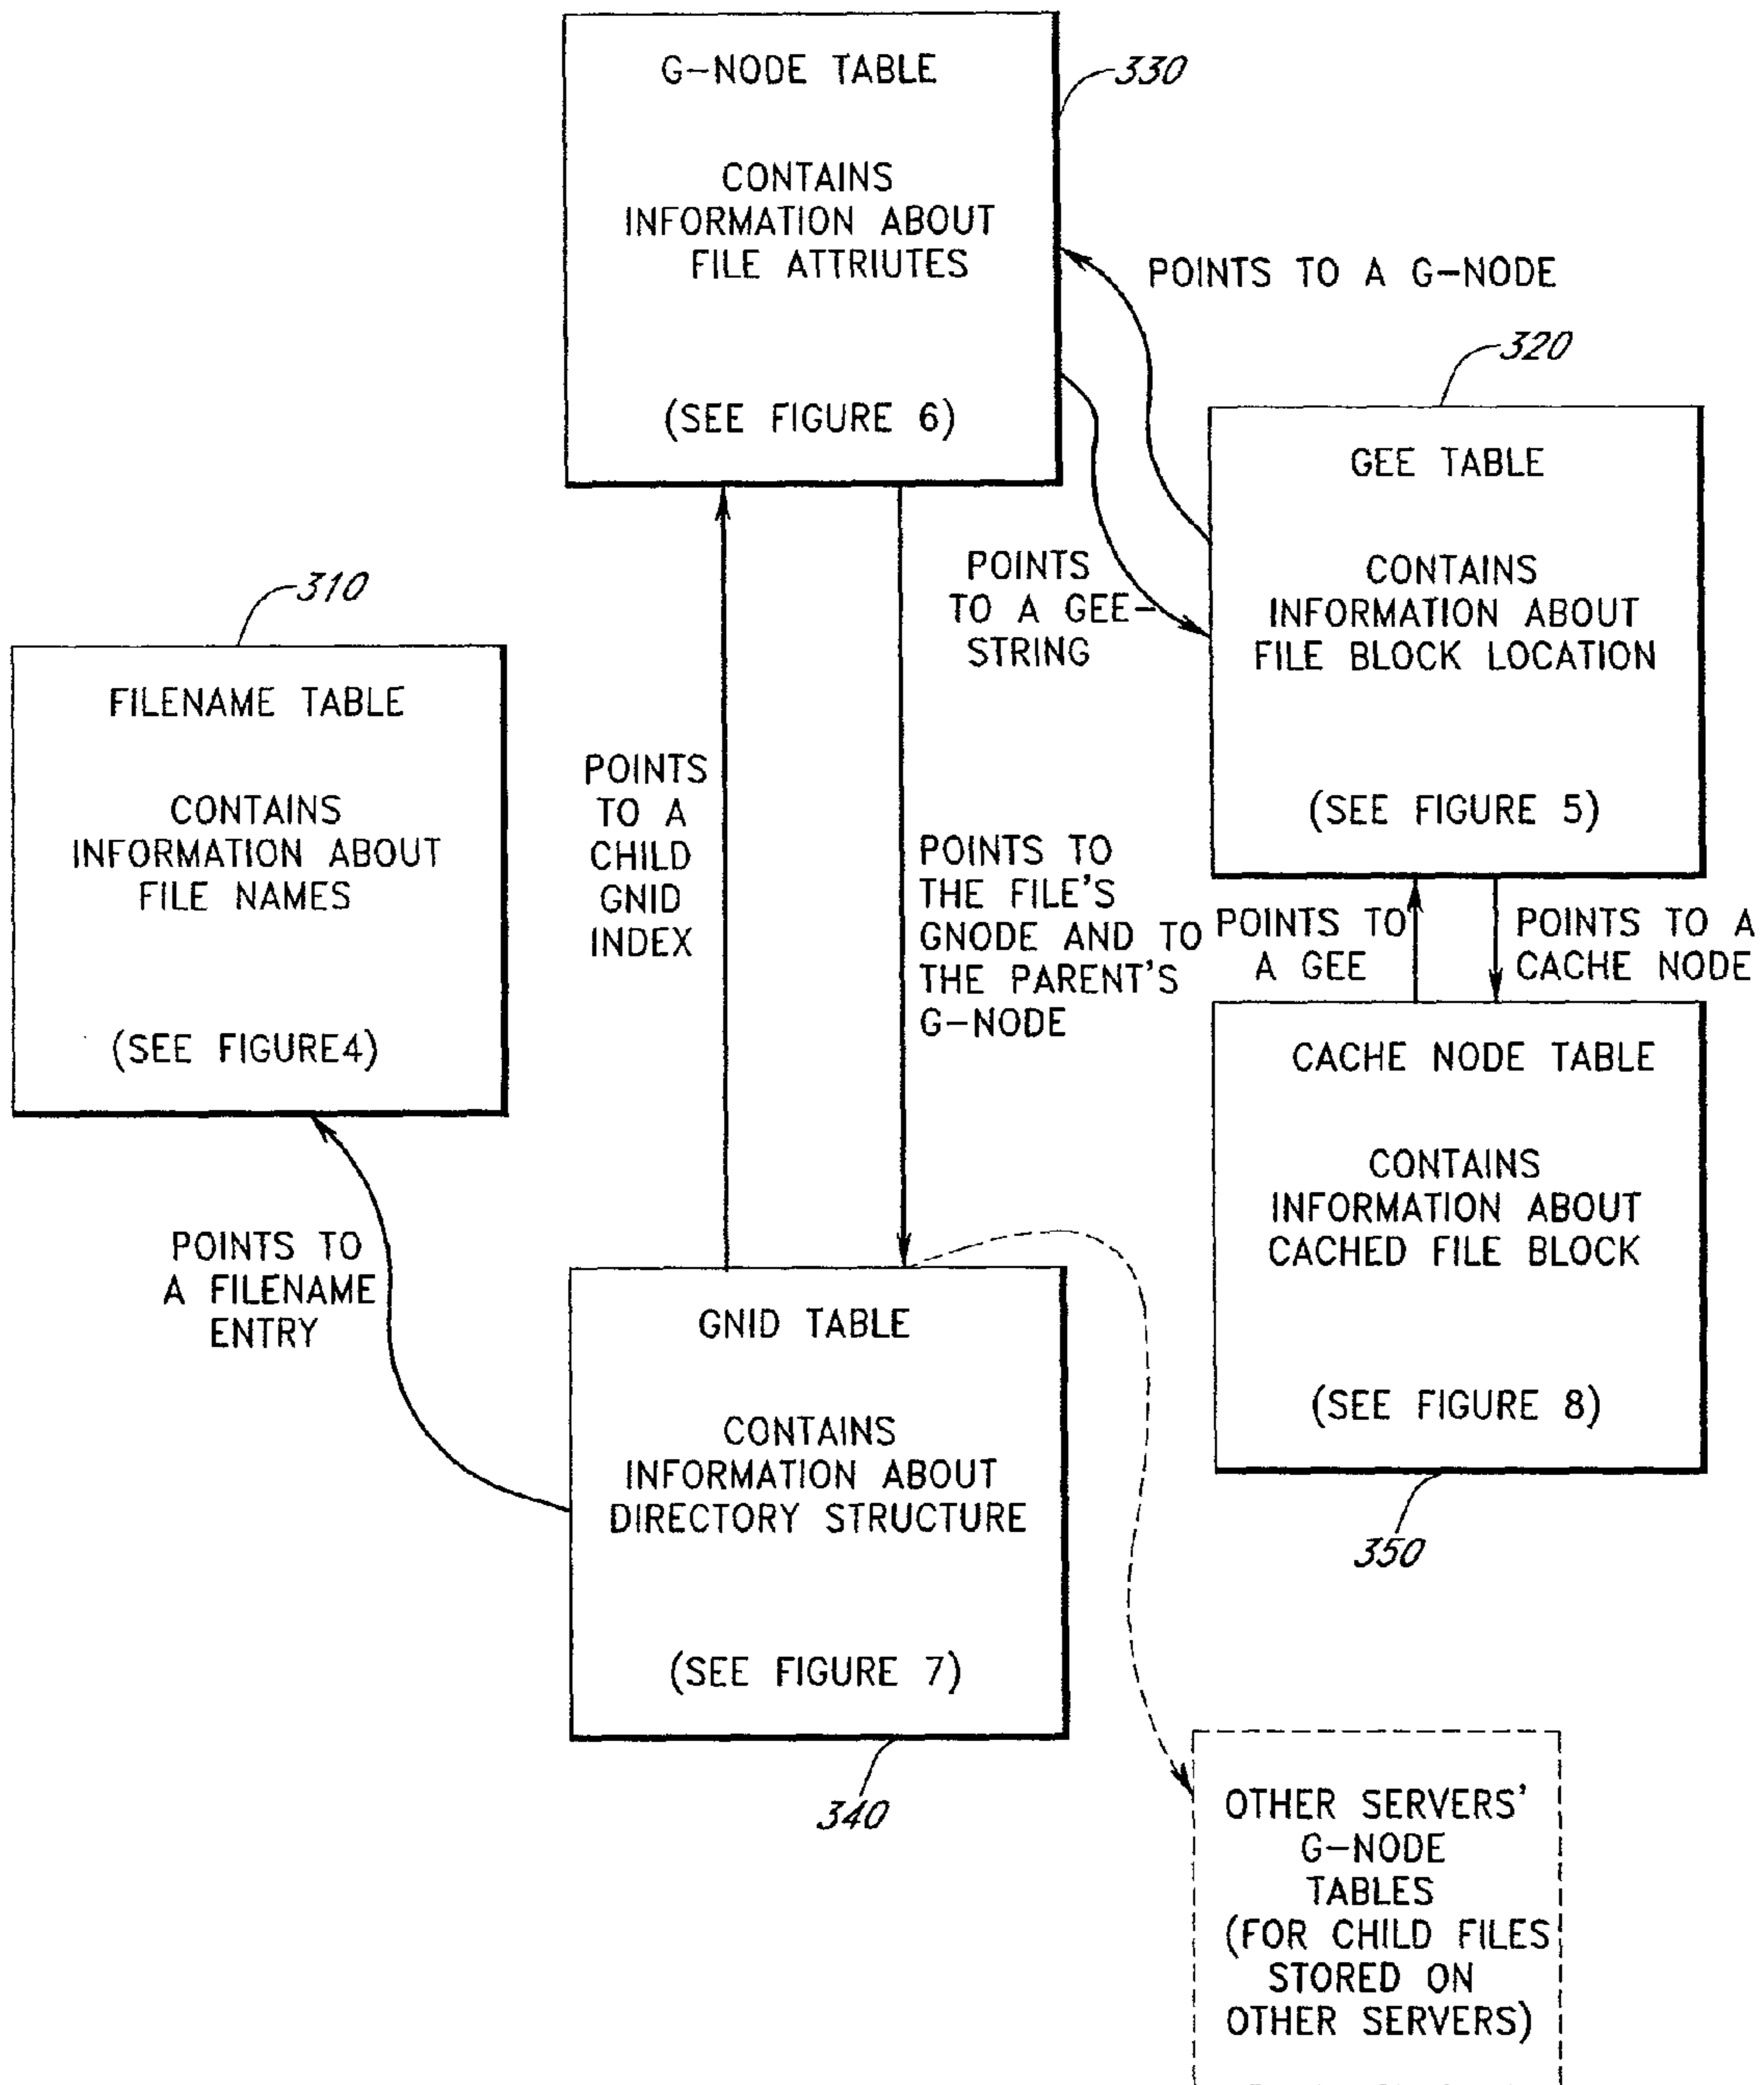 G-NODE TABLE
CONTAINS
INFORMATION ABOUT
FILE ATTRIUTES
(SEE FIGURE 6)
330
POINTS TO A G-NODE
320
GEE TABLE
CONTAINS
INFORMATION ABOUT
FILE BLOCK LOCATION
(SEE FIGURE 5)
POINTS
TO A GEE-
STRING
310
FILENAME TABLE
CONTAINS
INFORMATION ABOUT
FILE NAMES
(SEE FIGURE4)
POINTS
TO A
CHILD
GNID
INDEX
POINTS TO
THE FILE'S
GNODE AND TO
THE PARENT'S
G-NODE
POINTS TO
A GEE
POINTS TO A
CACHE NODE
CACHE NODE TABLE
CONTAINS
INFORMATION ABOUT
CACHED FILE BLOCK
(SEE FIGURE 8)
350
POINTS TO
A FILENAME
ENTRY
GNID TABLE
CONTAINS
INFORMATION ABOUT
DIRECTORY STRUCTURE
(SEE FIGURE 7)
340
OTHER SERVERS'
G-NODE
TABLES
(FOR CHILD FILES
STORED ON
OTHER SERVERS)